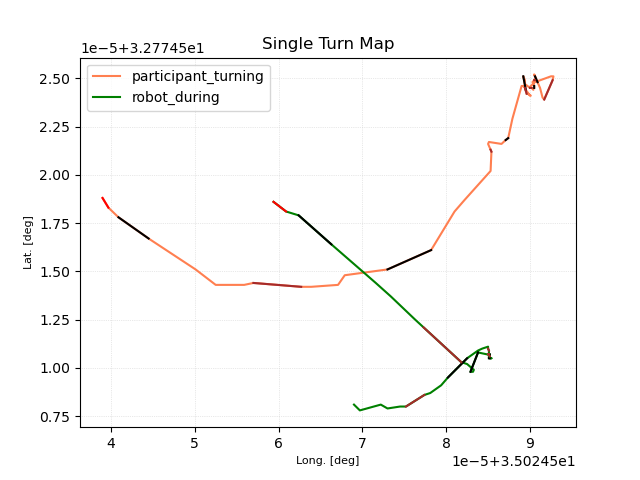 Single Turn Map
1e−5+3.27745e1
participant_turning
robot_during
2.50
2.25
2.00
1.75
1.50
1.25
1.00
0.75
Lat. [deg]
4 5 6 7 8 9
Long. [deg]
1e−5+3.50245e1